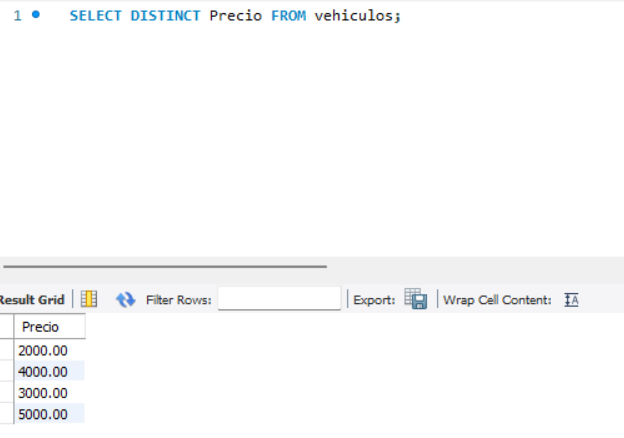 1 SELECT DISTINCT Precio FROM vehiculos;
Result Grid Filter Rows: Export: Wrap Cell Content: IA
Precio
2000.00
4000.00
3000.00
5000.00